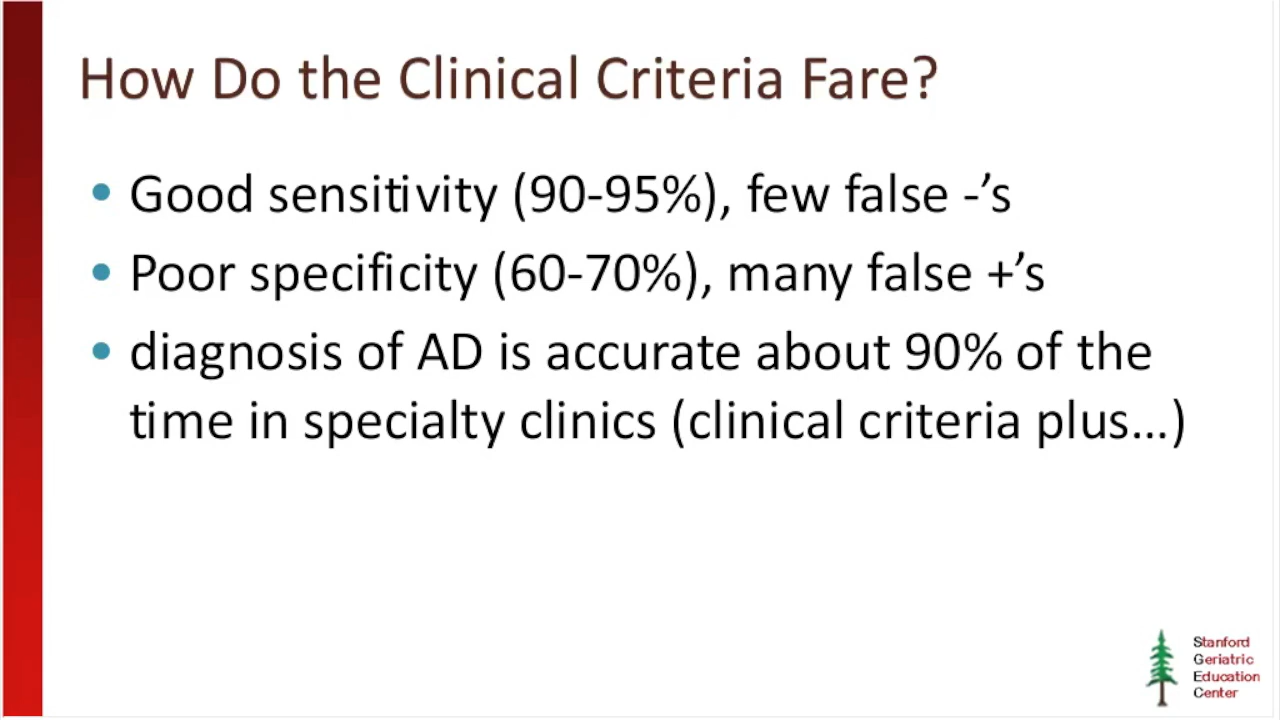 How Do the Clinical Criteria Fare?
• Good sensitivity (90-95%), few false -’s
• Poor specificity (60-70%), many false +’s
• diagnosis of AD is accurate about 90% of the
time in specialty clinics (clinical criteria plus…)
Stanford
Geriatric
Education
Center